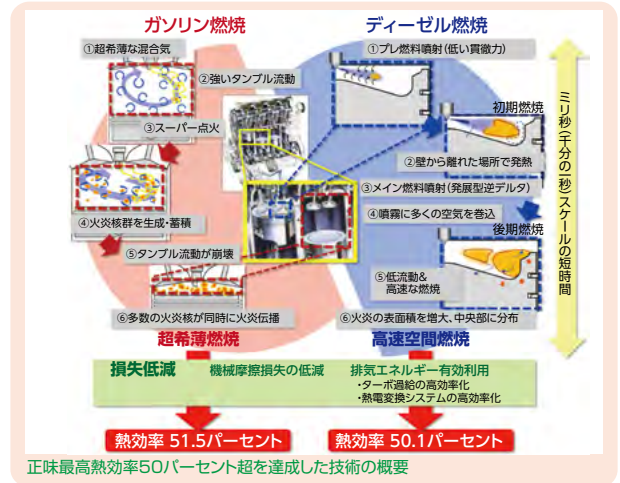 ガソリン燃焼
①超希薄な混合気
②強いタンブル流動
③スーパー点火
④火炎核群を生成・蓄積
⑤タンブル流動が崩壊
⑥多数の火炎核が同時に火炎伝播
超希薄燃焼
ディーゼル燃焼
①プレ燃料噴射(低い貫徹力)
初期燃焼
②壁から離れた場所で発熱
③メイン燃料噴射(発展型逆デルタ)
④噴霧に多くの空気を巻込
後期燃焼
⑤低流動&
高速な燃焼
⑥火炎の表面積を増大、中央部に分布
高速空間燃焼
ミリ秒(千分の一秒)スケールの短時間
損失低減
機械摩擦損失の低減
排気エネルギー有効利用
・ターボ過給の高効率化
・熱電変換システムの高効率化
熱効率 51.5パーセント
熱効率 50.1パーセント
正味最高熱効率50パーセント超を達成した技術の概要